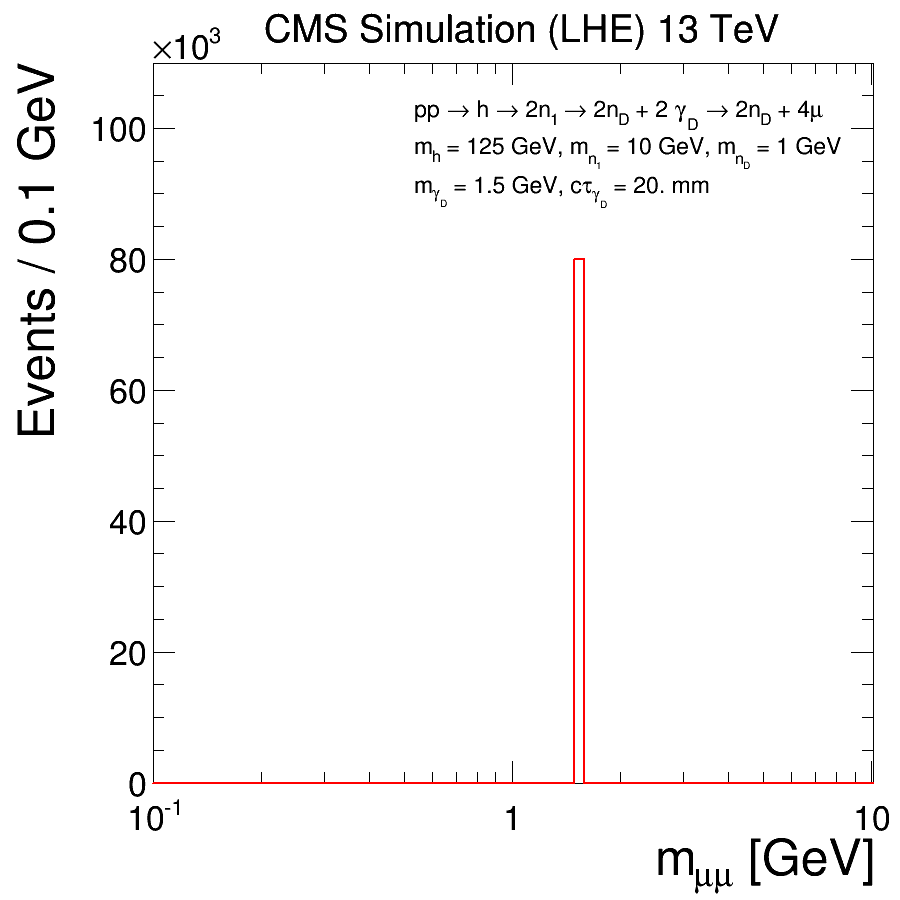 CMS Simulation (LHE) 13 TeV
×10³
Events / 0.1 GeV
pp → h → 2n₁ → 2n_D + 2 γ_D → 2n_D + 4μ
m_h = 125 GeV, m_n₁ = 10 GeV, m_n_D = 1 GeV
m_γ_D = 1.5 GeV, cτ_γ_D = 20. mm
100
80
60
40
20
0
10⁻¹ 1 10
m_μμ [GeV]